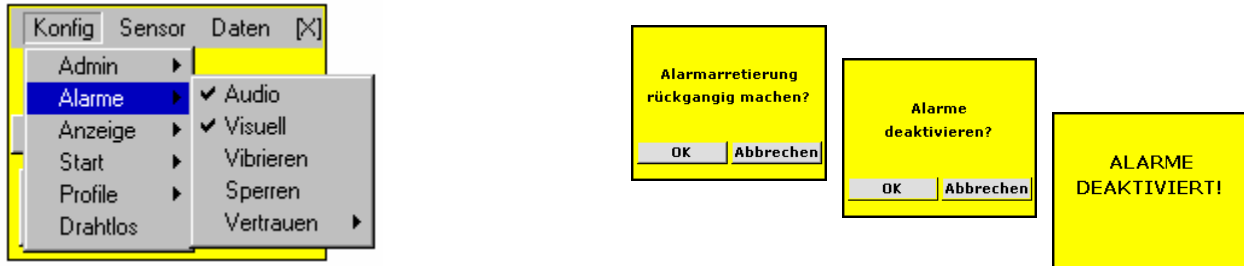 Konfig Sensor Daten [X]
Admin
Alarme
Anzeige
Start
Profile
Drahtlos
Audio
Visuell
Vibrieren
Sperren
Vertrauen
Alarmarretierung
rückgangig machen?
OK Abbrechen
Alarme
deaktivieren?
OK Abbrechen
ALARME
DEAKTIVIERT!